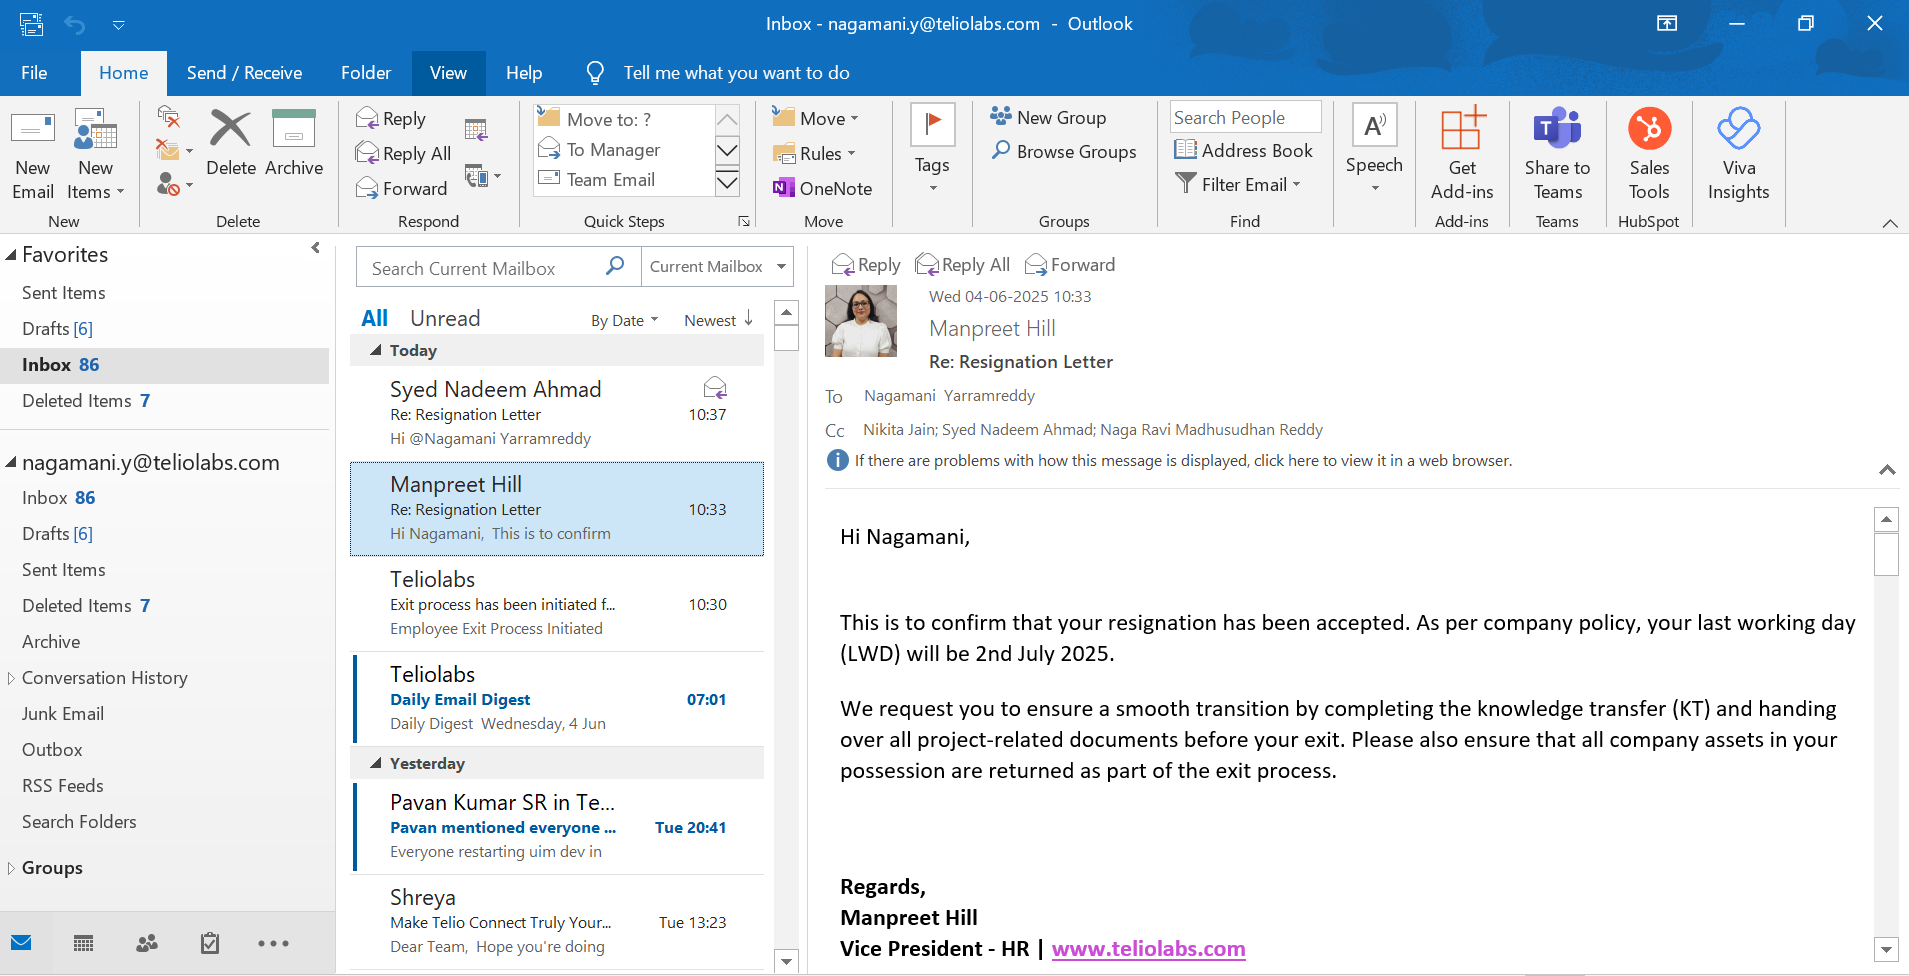 Inbox - nagamani.y@teliolabs.com - Outlook
File Home Send / Receive Folder View Help Tell me what you want to do
New Email
New Items
New
Delete
Archive
Delete
Reply
Reply All
Forward
Respond
Move to: ?
To Manager
Team Email
Quick Steps
Move
Rules
OneNote
Move
Tags
New Group
Browse Groups
Groups
Search People
Address Book
Filter Email
Find
Speech
Get Add-ins
Add-ins
Share to Teams
Teams
Sales Tools
HubSpot
Viva Insights
Favorites
Sent Items
Drafts [6]
Inbox 86
Deleted Items 7
nagamani.y@teliolabs.com
Inbox 86
Drafts [6]
Sent Items
Deleted Items 7
Archive
Conversation History
Junk Email
Outbox
RSS Feeds
Search Folders
Groups
Search Current Mailbox Current Mailbox
All Unread By Date Newest
Today
Syed Nadeem Ahmad
Re: Resignation Letter 10:37
Hi @Nagamani Yarramreddy
Manpreet Hill
Re: Resignation Letter 10:33
Hi Nagamani, This is to confirm
Teliolabs
Exit process has been initiated f... 10:30
Employee Exit Process Initiated
Teliolabs
Daily Email Digest 07:01
Daily Digest Wednesday, 4 Jun
Yesterday
Pavan Kumar SR in Te...
Pavan mentioned everyone ... Tue 20:41
Everyone restarting uim dev in
Shreya
Make Telio Connect Truly Your... Tue 13:23
Dear Team, Hope you're doing
Reply Reply All Forward
Wed 04-06-2025 10:33
Manpreet Hill
Re: Resignation Letter
To Nagamani Yarramreddy
Cc Nikita Jain; Syed Nadeem Ahmad; Naga Ravi Madhusudhan Reddy
If there are problems with how this message is displayed, click here to view it in a web browser.
Hi Nagamani,
This is to confirm that your resignation has been accepted. As per company policy, your last working day
(LWD) will be 2nd July 2025.
We request you to ensure a smooth transition by completing the knowledge transfer (KT) and handing
over all project-related documents before your exit. Please also ensure that all company assets in your
possession are returned as part of the exit process.
Regards,
Manpreet Hill
Vice President - HR | www.teliolabs.com